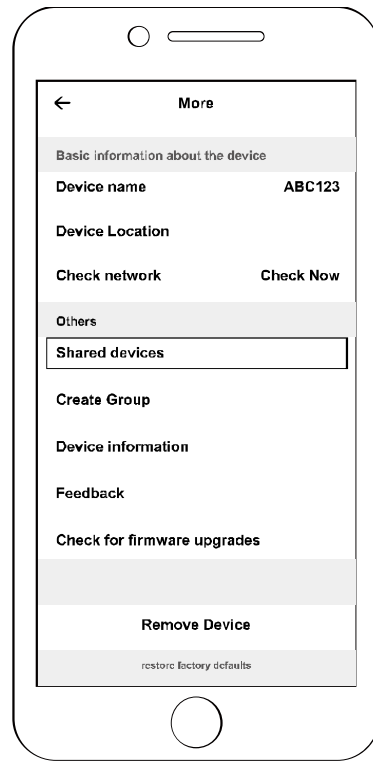 More
Basic information about the device
Device name ABC123
Device Location
Check network Check Now
Others
Shared devices
Create Group
Device information
Feedback
Check for firmware upgrades
Remove Device
restore factory defaults